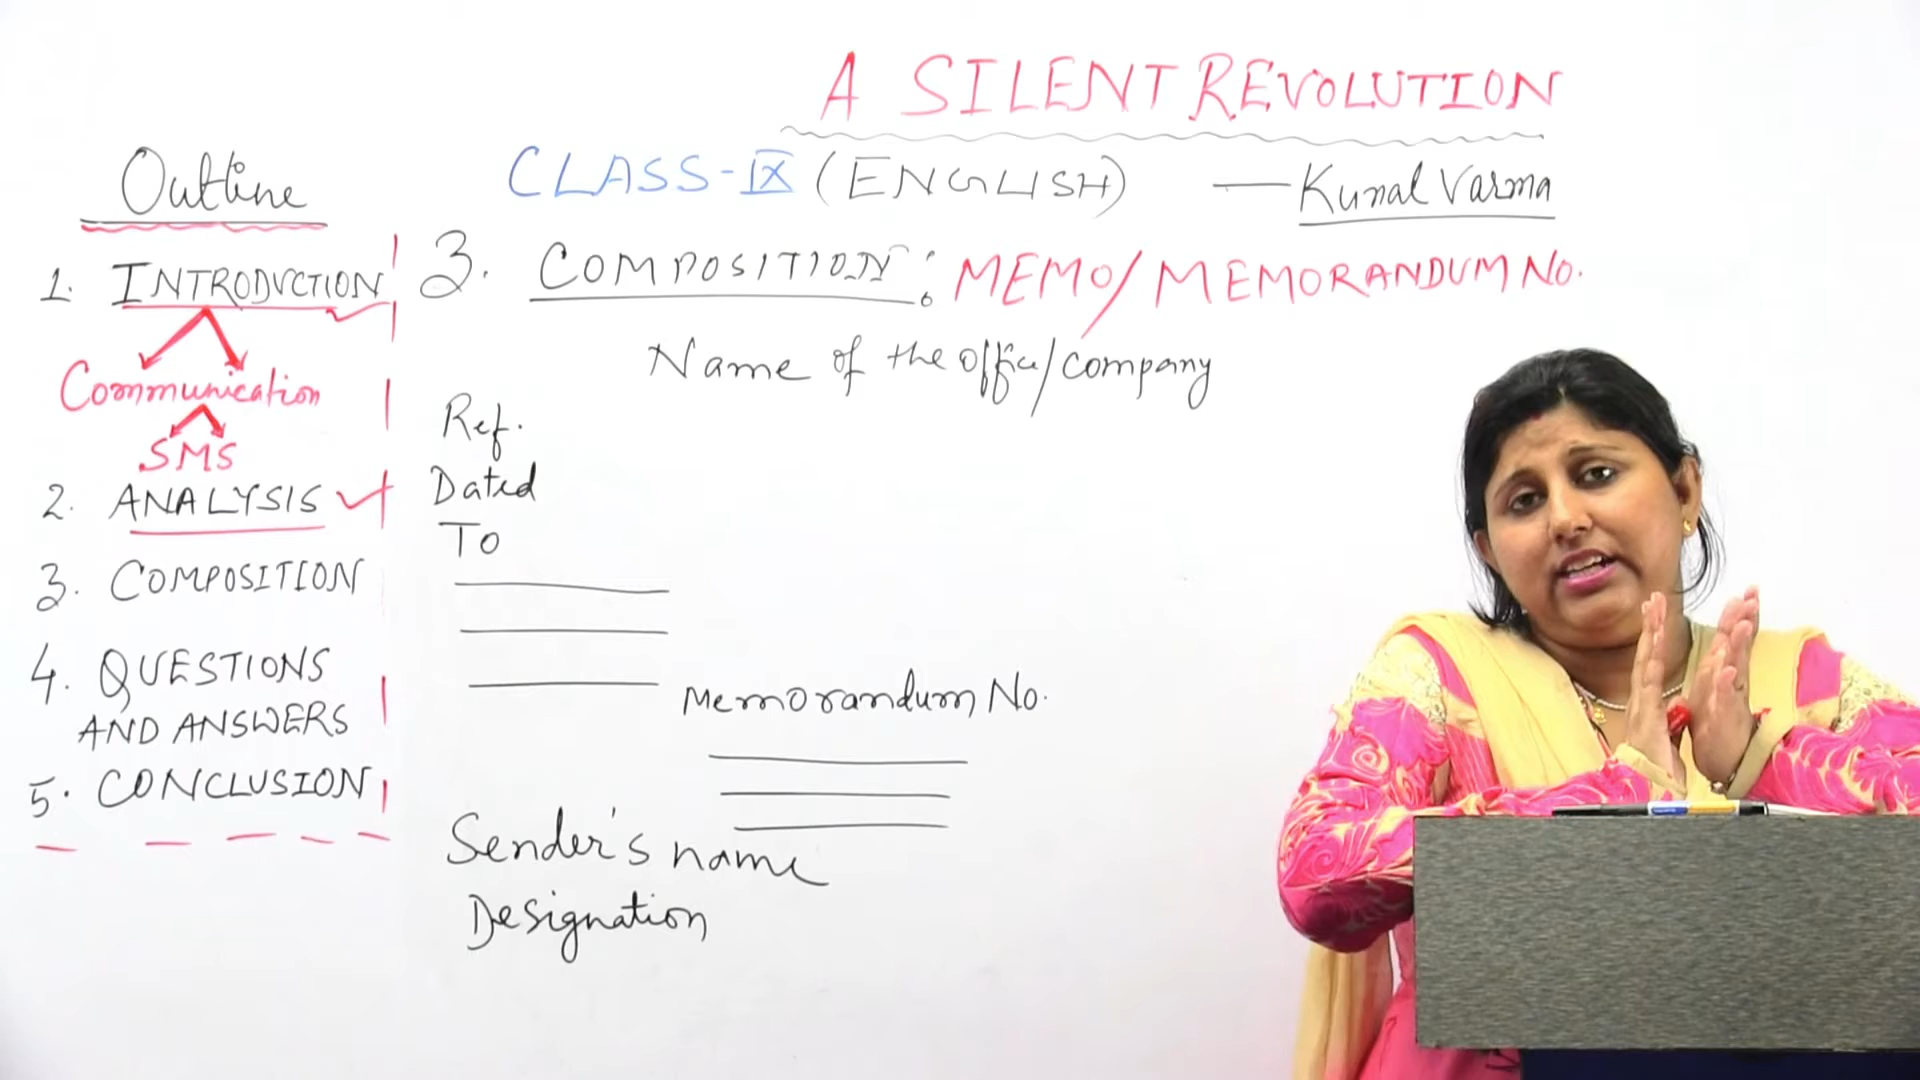 A SILENT REVOLUTION
CLASS-IX (ENGLISH) — Kunal Varma
Outline
1. INTRODUCTION
Communication
SMS
2. ANALYSIS
3. COMPOSITION
4. QUESTIONS
AND ANSWERS
5. CONCLUSION
3. COMPOSITION: MEMO/MEMORANDUM NO.
Name of the office/company
Ref.
Dated
To
Memorandum No.
Sender's name
Designation